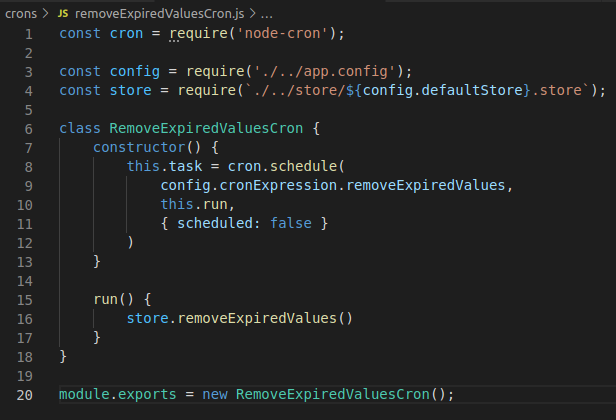 crons > JS removeExpiredValuesCron.js > ...
1 const cron = require('node-cron');
2
3 const config = require('./../app.config');
4 const store = require(`./../store/${config.defaultStore}.store`);
5
6 class RemoveExpiredValuesCron {
7     constructor() {
8         this.task = cron.schedule(
9             config.cronExpression.removeExpiredValues,
10             this.run,
11             { scheduled: false }
12         )
13     }
14
15     run() {
16         store.removeExpiredValues()
17     }
18 }
19
20 module.exports = new RemoveExpiredValuesCron();